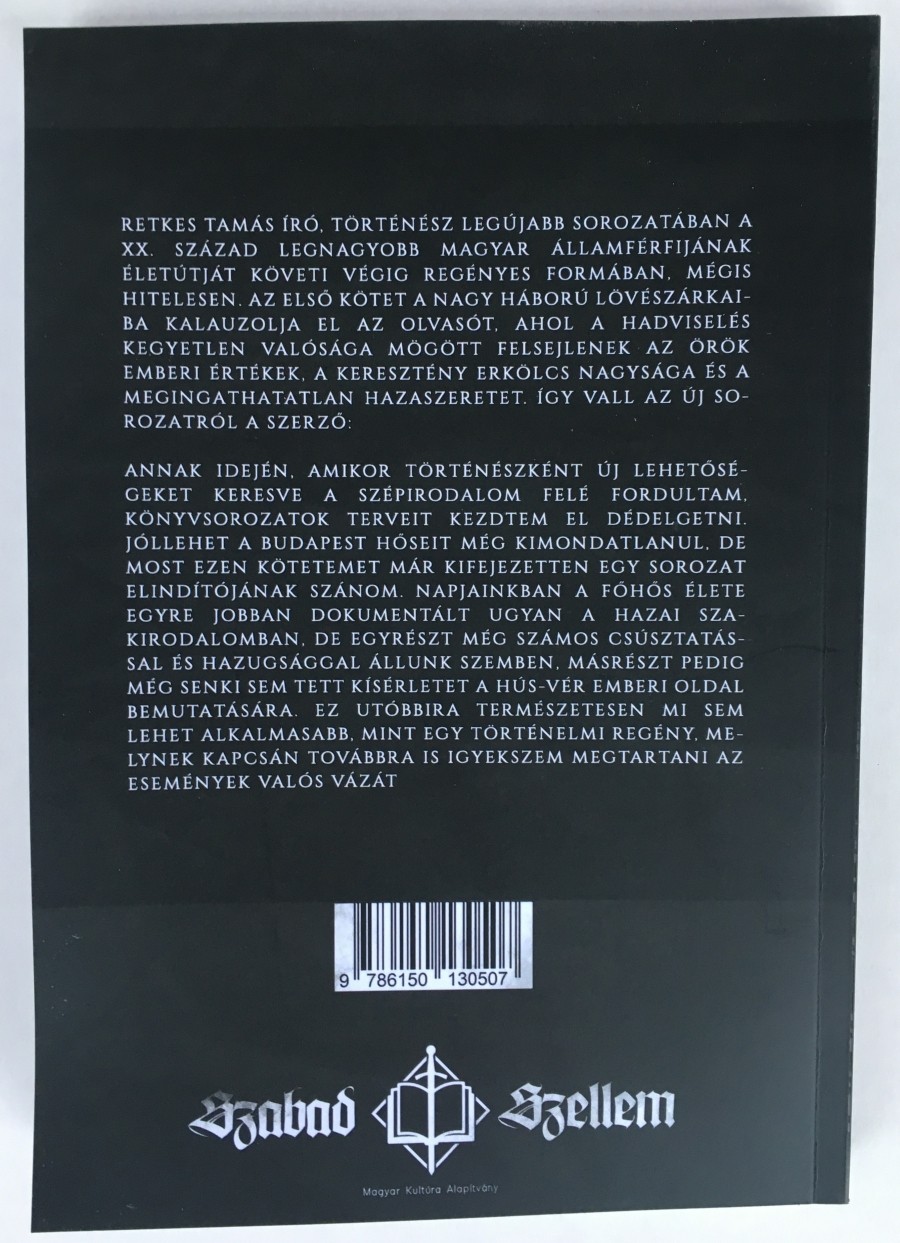 RETKES TAMÁS ÍRÓ, TÖRTÉNÉSZ LEGÚJABB SOROZATÁBAN A
XX. SZÁZAD LEGNAGYOBB MAGYAR ÁLLAMFÉRFIJÁNAK
ÉLETÚTJÁT KÖVETI VÉGIG REGÉNYES FORMÁBAN, MÉGIS
HITELESEN. AZ ELSŐ KÖTET A NAGY HÁBORÚ LÖVÉSZÁRKAI-
BA KALAUZOLJA EL AZ OLVASÓT, AHOL A HADVISELÉS
KEGYETLEN VALÓSÁGA MÖGÖTT FELSEJLENEK AZ ÖRÖK
EMBERI ÉRTÉKEK, A KERESZTÉNY ERKÖLCS NAGYSÁGA ÉS A
MEGINGATHATATLAN HAZASZERETET. ÍGY VALL AZ ÚJ SO-
ROZATRÓL A SZERZŐ:
ANNAK IDEJÉN, AMIKOR TÖRTÉNÉSZKÉNT ÚJ LEHETŐSÉ-
GEKET KERESVE A SZÉPIRODALOM FELÉ FORDULTAM,
KÖNYVSOROZATOK TERVEIT KEZDTEM EL DÉDELGETNI.
JÓLLEHET A BUDAPEST HŐSEIT MÉG KIMONDATLANUL, DE
MOST EZEN KÖTETEMET MÁR KIFEJEZETTEN EGY SOROZAT
ELINDÍTÓJÁNAK SZÁNOM. NAPJAINKBAN A FŐHŐS ÉLETE
EGYRE JOBBAN DOKUMENTÁLT UGYAN A HAZAI SZA-
KIRODALOMBAN, DE EGYRÉSZT MÉG SZÁMOS CSÚSZTATÁS-
SAL ÉS HAZUGSÁGGAL ÁLLUNK SZEMBEN, MÁSRÉSZT PEDIG
MÉG SENKI SEM TETT KÍSÉRLETET A HÚS-VÉR EMBERI OLDAL
BEMUTATÁSÁRA. EZ UTÓBBIRA TERMÉSZETESEN MI SEM
LEHET ALKALMASABB, MINT EGY TÖRTÉNELMI REGÉNY, ME-
LYNEK KAPCSÁN TOVÁBBRA IS IGYEKSZEM MEGTARTANI AZ
ESEMÉNYEK VALÓS VÁZÁT
9 786150 130507
Szabad Szellem
Magyar Kultúra Alapítvány